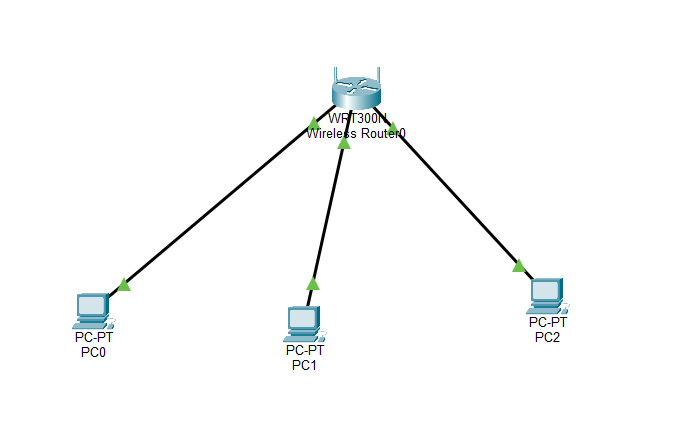 WRT300N
Wireless Router0
PC-PT
PC0
PC-PT
PC1
PC-PT
PC2